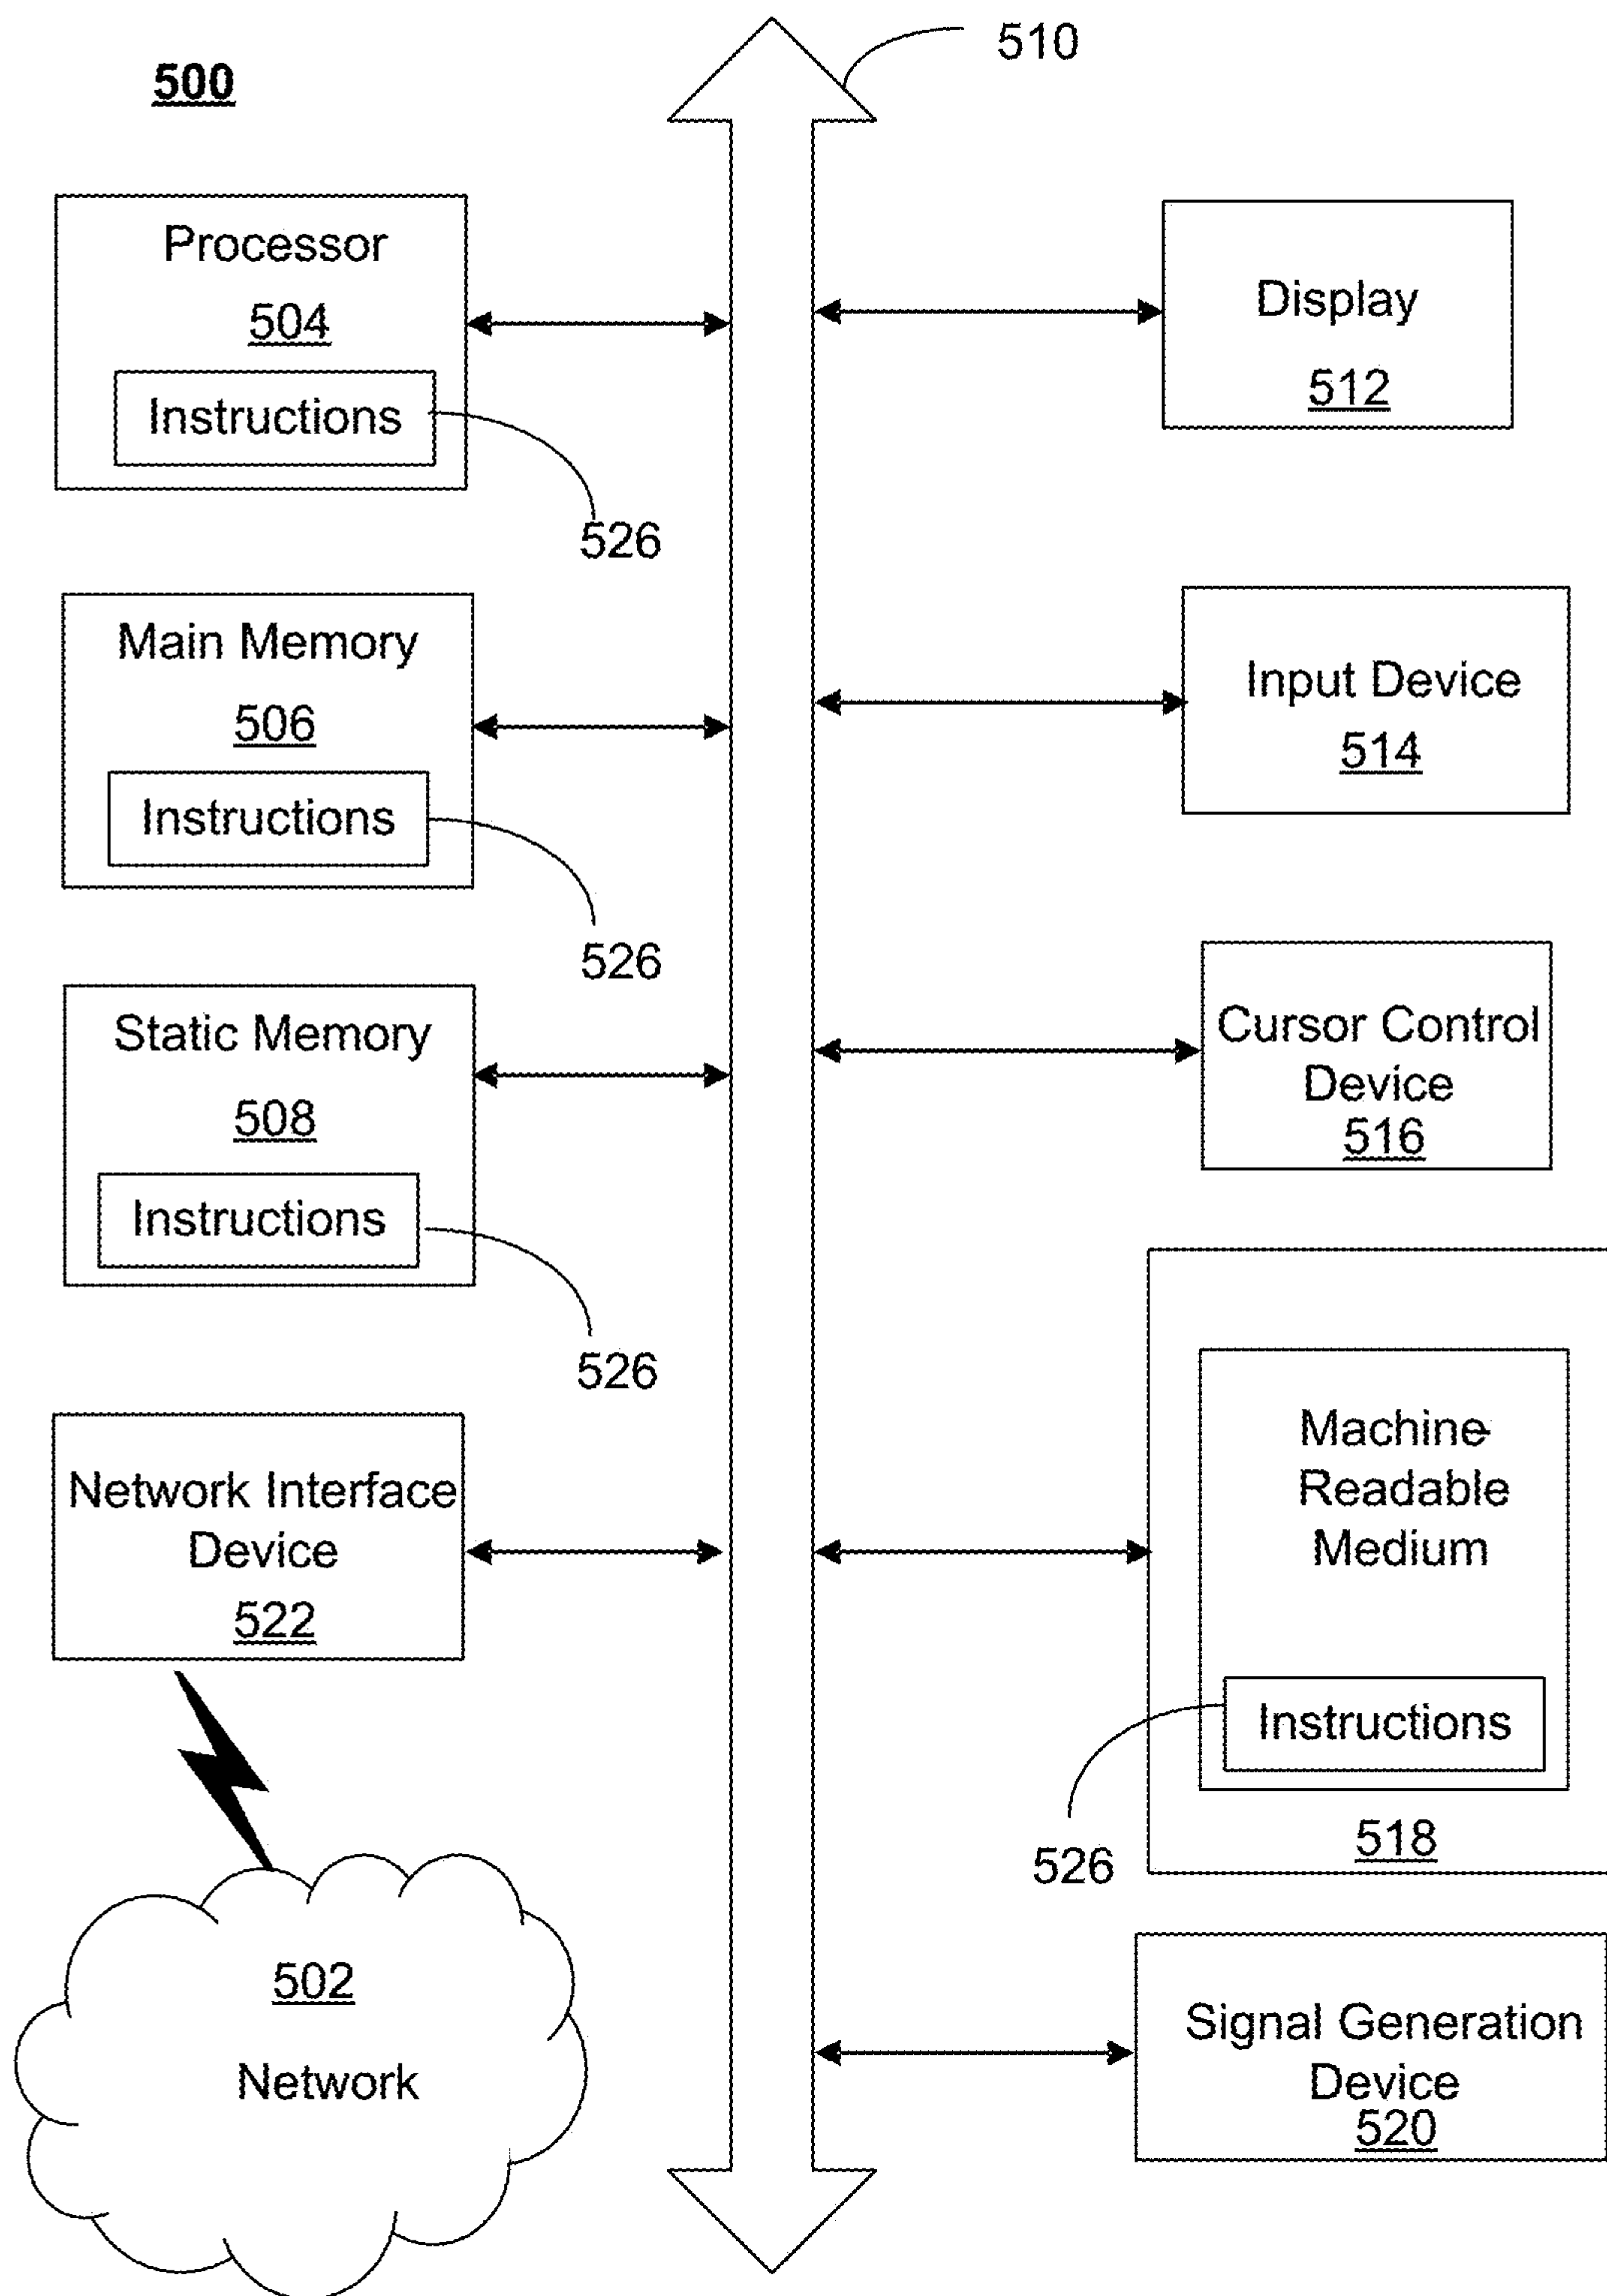 500
510
Processor
504
Instructions
526
Main Memory
506
Instructions
526
Static Memory
508
Instructions
526
Network Interface
Device
522
502
Network
Display
512
Input Device
514
Cursor Control
Device
516
Machine-
Readable
Medium
Instructions
526
518
Signal Generation
Device
520